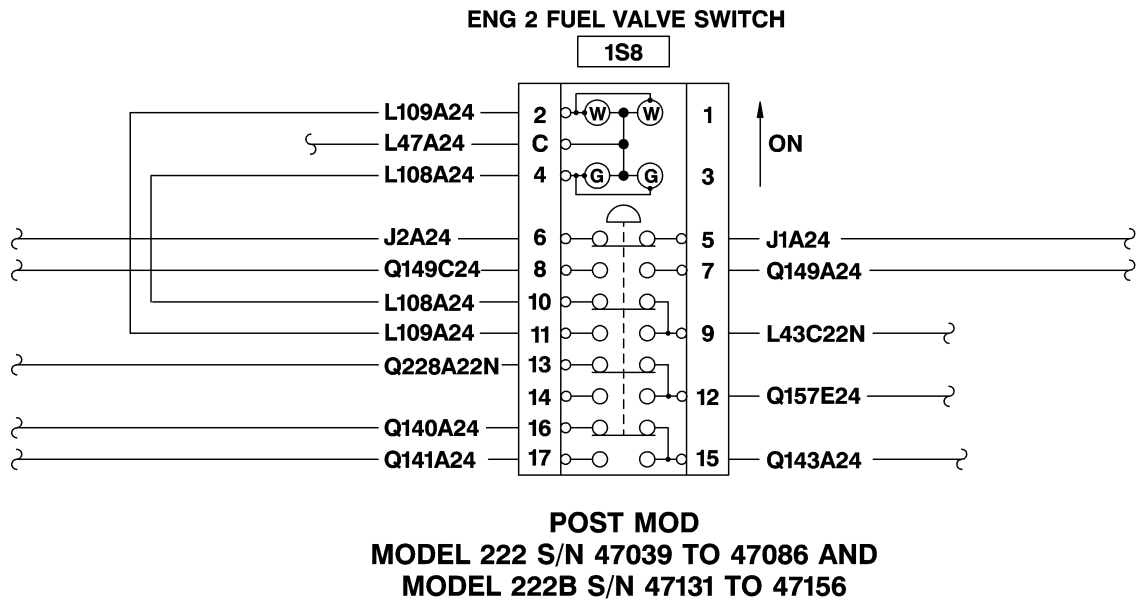 ENG 2 FUEL VALVE SWITCH
1S8
L109A24 2 W W 1
L47A24 C ON
L108A24 4 G G 3
J2A24 6 5 J1A24
Q149C24 8 7 Q149A24
L108A24 10
L109A24 11 9 L43C22N
Q228A22N 13
14 12 Q157E24
Q140A24 16
Q141A24 17 15 Q143A24
POST MOD
MODEL 222 S/N 47039 TO 47086 AND
MODEL 222B S/N 47131 TO 47156